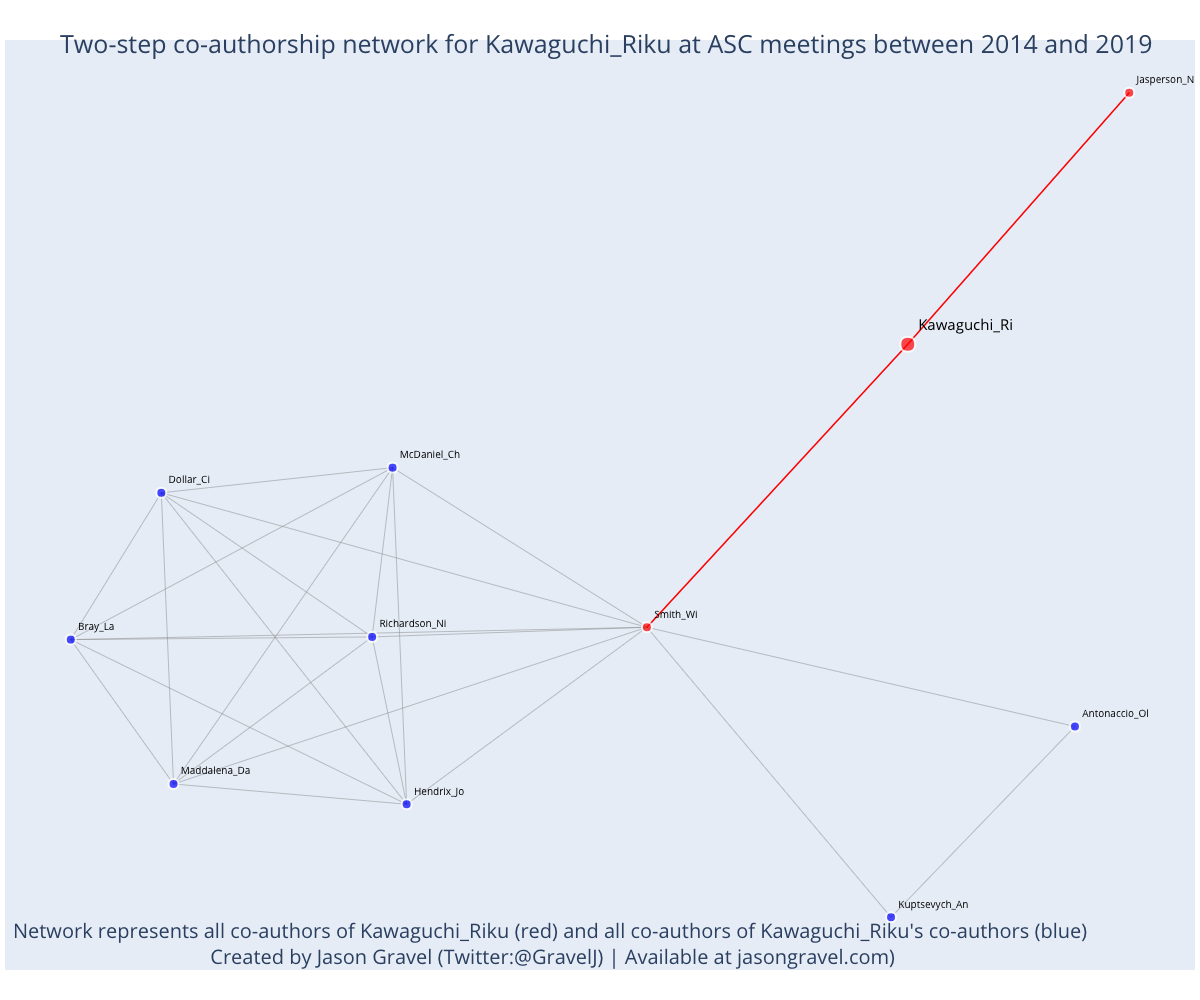 Two-step co-authorship network for Kawaguchi_Riku at ASC meetings between 2014 and 2019
Jasperson_N
Kawaguchi_Ri
McDaniel_Ch
Dollar_Ci
Smith_Wi
Richardson_Ni
Bray_La
Antonaccio_Ol
Maddalena_Da
Hendrix_Jo
Kuptsevych_An
Network represents all co-authors of Kawaguchi_Riku (red) and all co-authors of Kawaguchi_Riku's co-authors (blue)
Created by Jason Gravel (Twitter:@GravelJ) | Available at jasongravel.com)